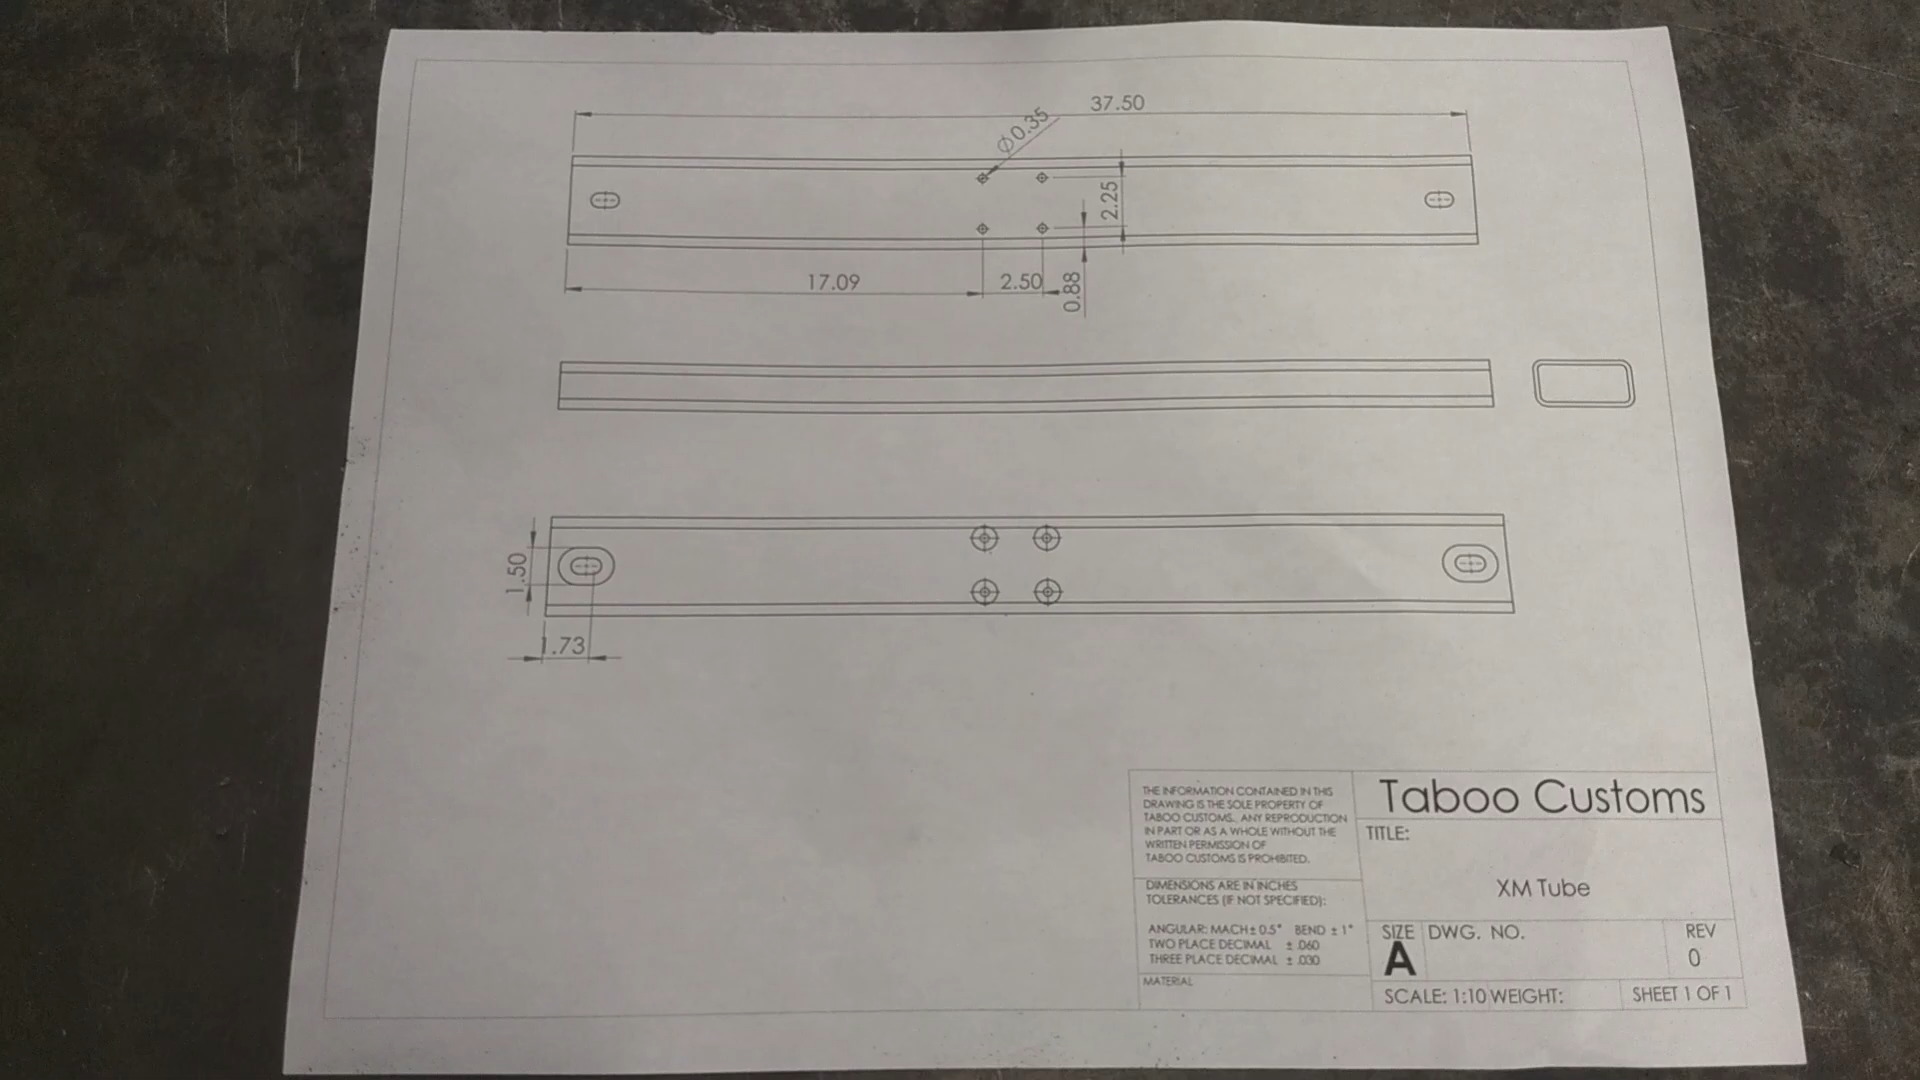 37.50
Ø0.35
2.25
17.09
2.50
0.88
1.50
1.73
THE INFORMATION CONTAINED IN THIS
DRAWING IS THE SOLE PROPERTY OF
TABOO CUSTOMS. ANY REPRODUCTION
IN PART OR AS A WHOLE WITHOUT THE
WRITTEN PERMISSION OF
TABOO CUSTOMS IS PROHIBITED.
DIMENSIONS ARE IN INCHES
TOLERANCES (IF NOT SPECIFIED):
ANGULAR: MACH± 0.5° BEND ± 1°
TWO PLACE DECIMAL ± .060
THREE PLACE DECIMAL ± .030
MATERIAL
Taboo Customs
TITLE:
XM Tube
SIZE DWG. NO. REV
A 0
SCALE: 1:10 WEIGHT: SHEET 1 OF 1